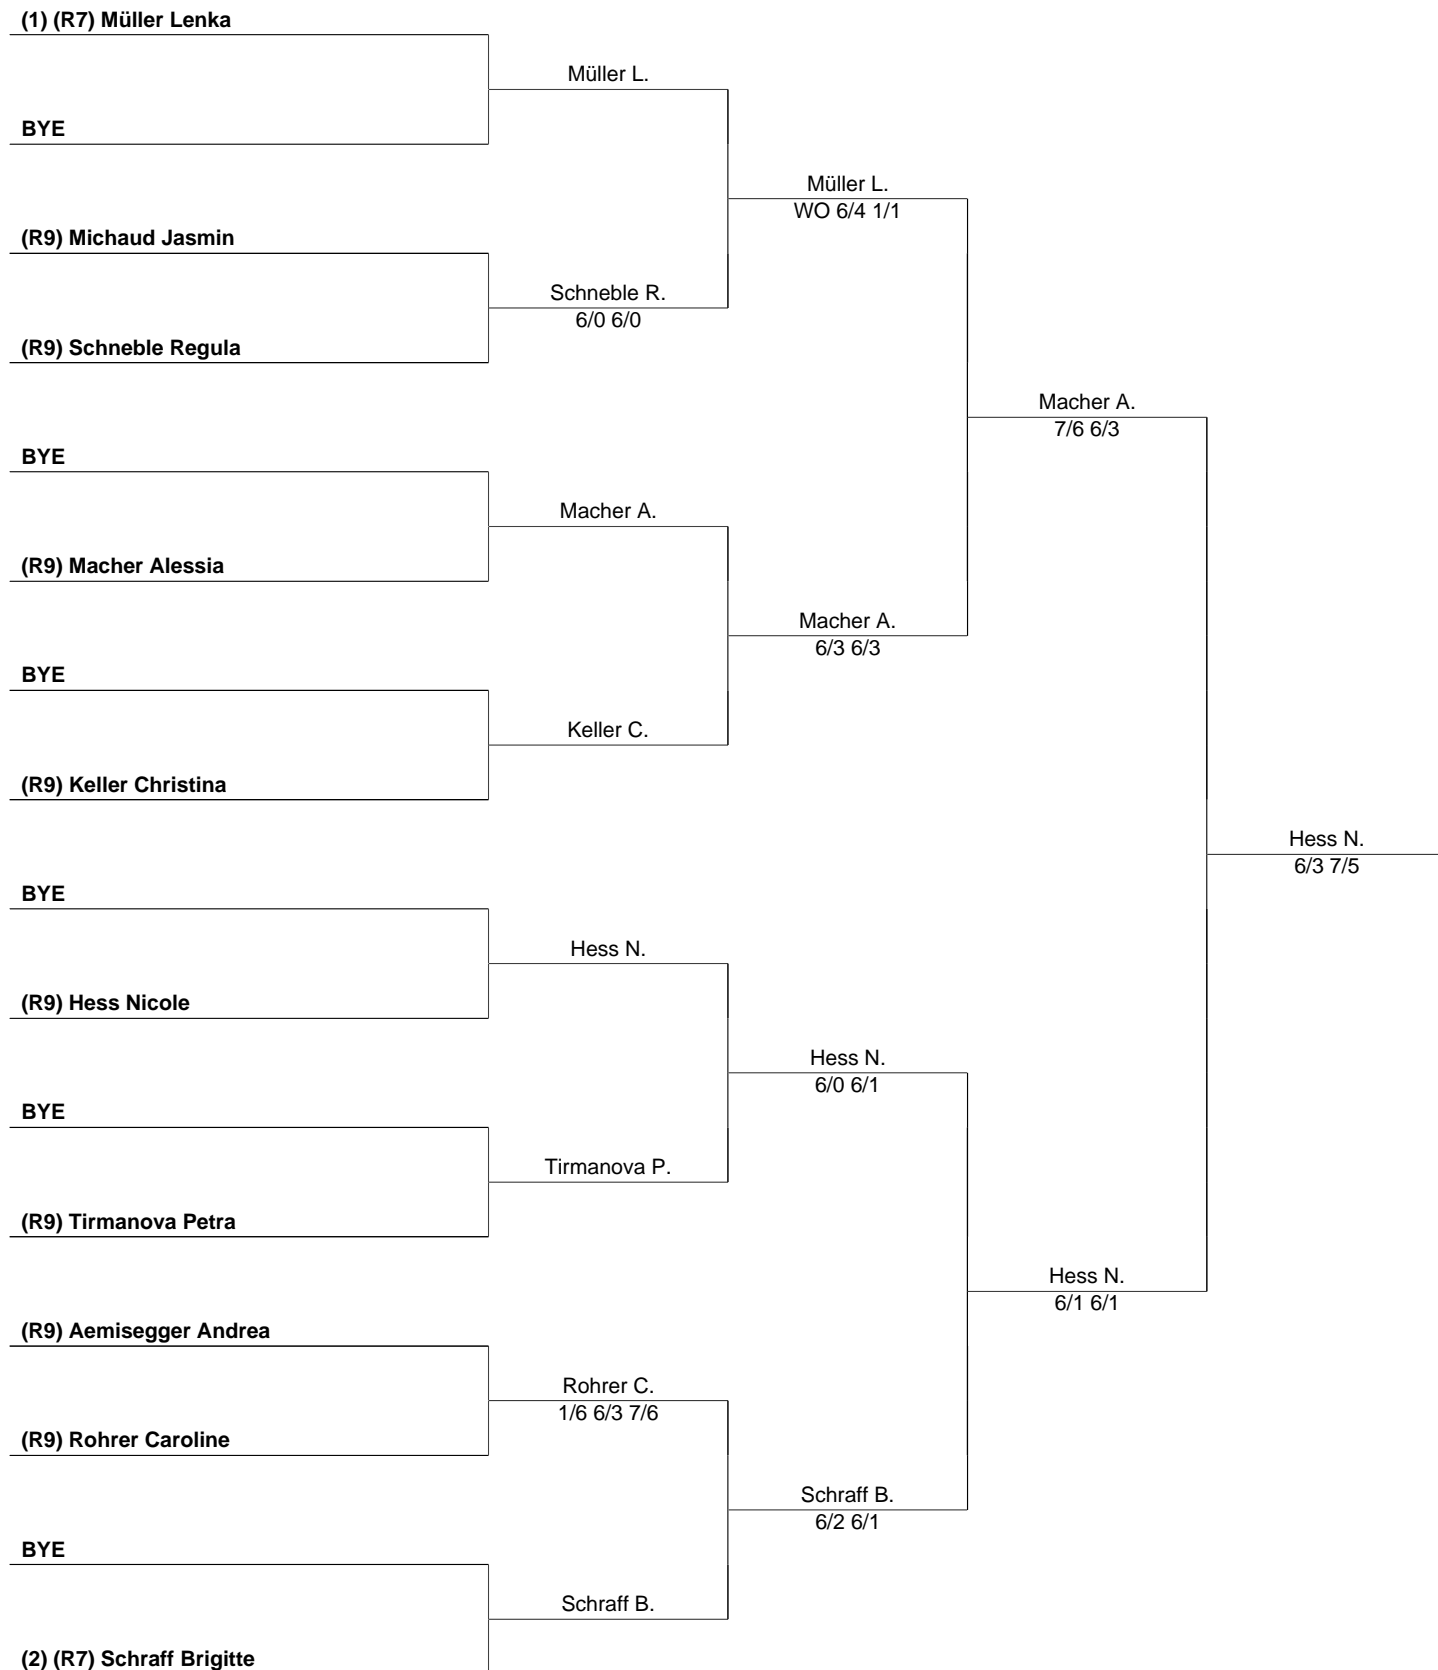 (1) (R7) Müller Lenka
Müller L.
BYE
Müller L.
WO 6/4 1/1
(R9) Michaud Jasmin
Schneble R.
6/0 6/0
(R9) Schneble Regula
Macher A.
7/6 6/3
BYE
Macher A.
(R9) Macher Alessia
Macher A.
6/3 6/3
BYE
Keller C.
(R9) Keller Christina
Hess N.
6/3 7/5
BYE
Hess N.
(R9) Hess Nicole
Hess N.
6/0 6/1
BYE
Tirmanova P.
(R9) Tirmanova Petra
Hess N.
6/1 6/1
(R9) Aemisegger Andrea
Rohrer C.
1/6 6/3 7/6
(R9) Rohrer Caroline
Schraff B.
6/2 6/1
BYE
Schraff B.
(2) (R7) Schraff Brigitte